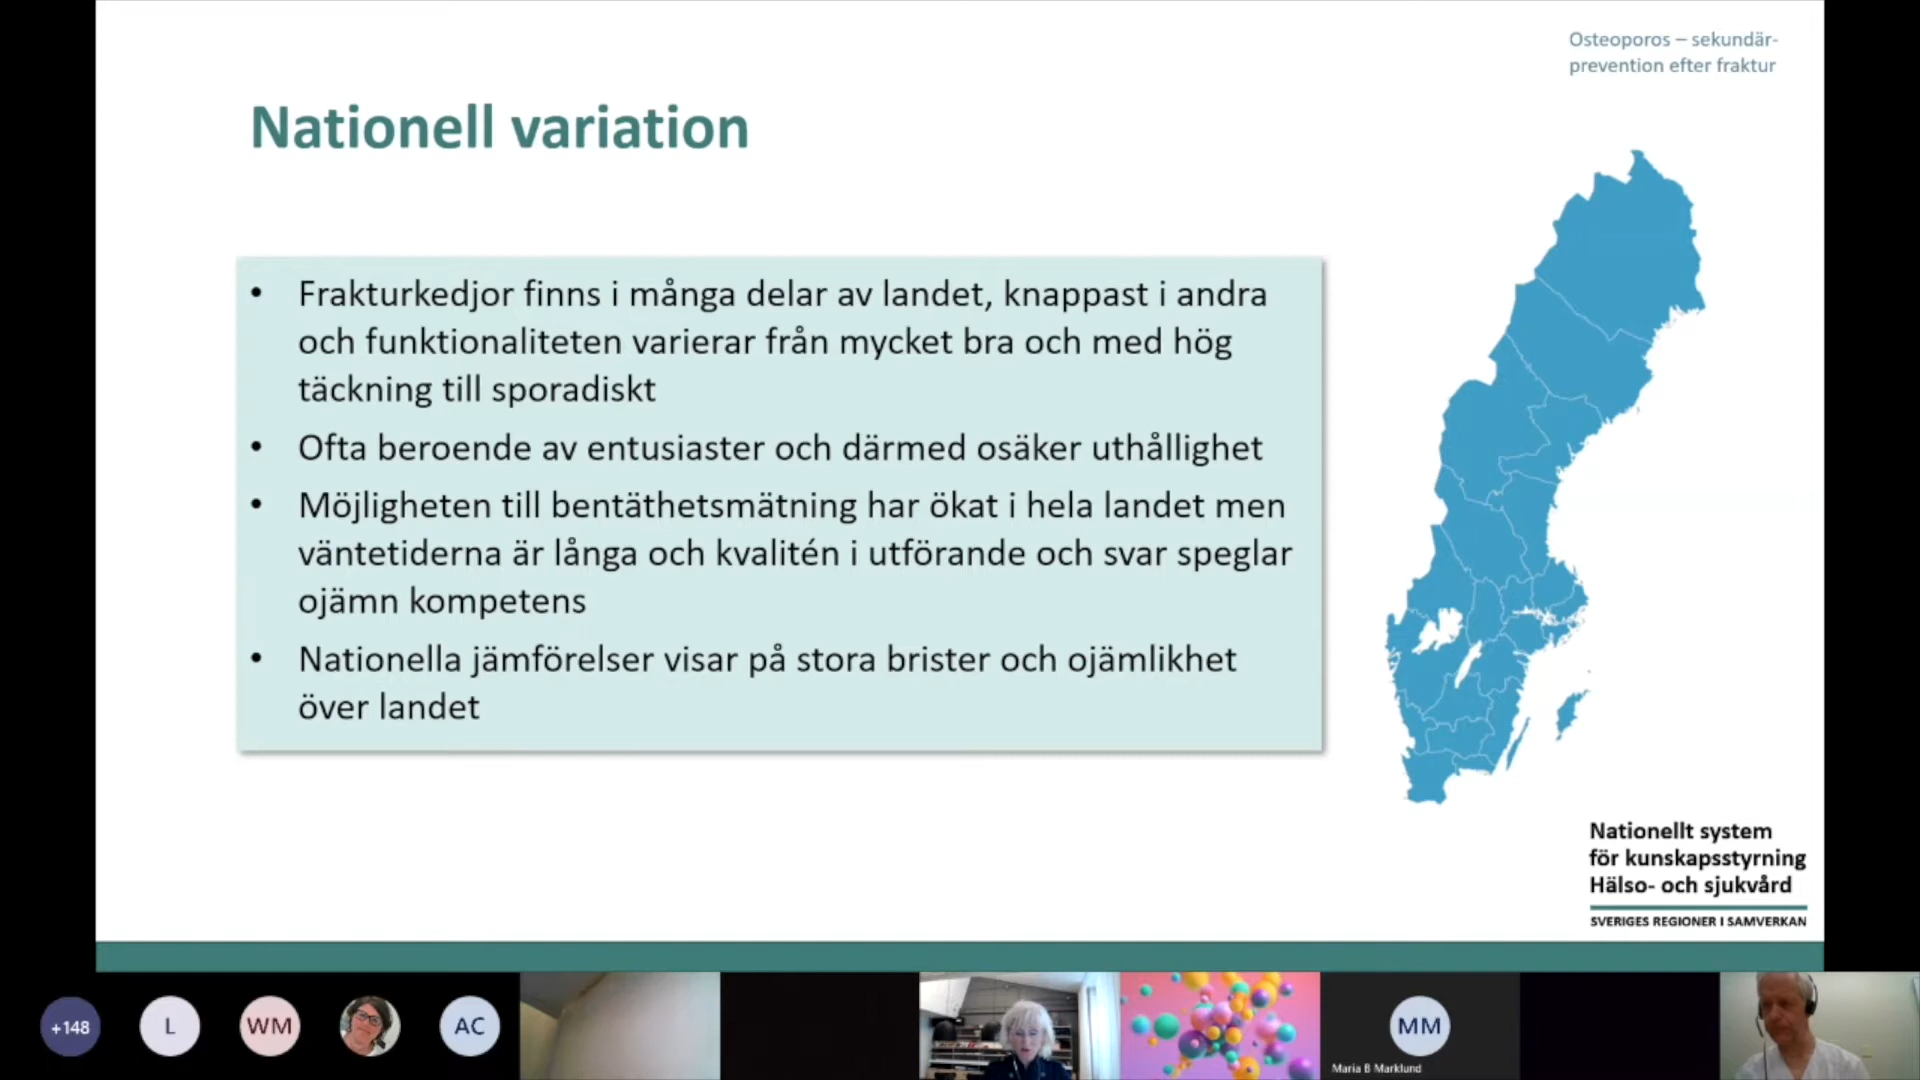 Osteoporos – sekundär-
prevention efter fraktur
Nationell variation
• Frakturkedjor finns i många delar av landet, knappast i andra
och funktionaliteten varierar från mycket bra och med hög
täckning till sporadiskt
• Ofta beroende av entusiaster och därmed osäker uthållighet
• Möjligheten till bentäthetsmätning har ökat i hela landet men
väntetiderna är långa och kvalitén i utförande och svar speglar
ojämn kompetens
• Nationella jämförelser visar på stora brister och ojämlikhet
över landet
Nationellt system
för kunskapsstyrning
Hälso- och sjukvård
SVERIGES REGIONER I SAMVERKAN
+148
L
WM
AC
MM
Maria B Marklund